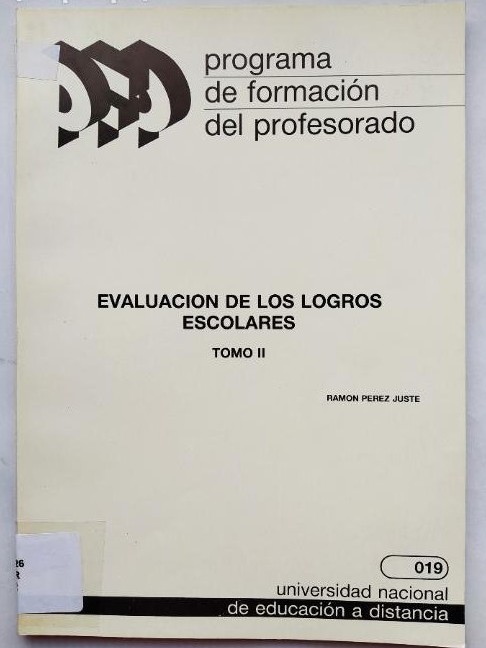 programa
de formación
del profesorado
EVALUACION DE LOS LOGROS
ESCOLARES
TOMO II
RAMON PEREZ JUSTE
26
R
019
universidad nacional
de educación a distancia